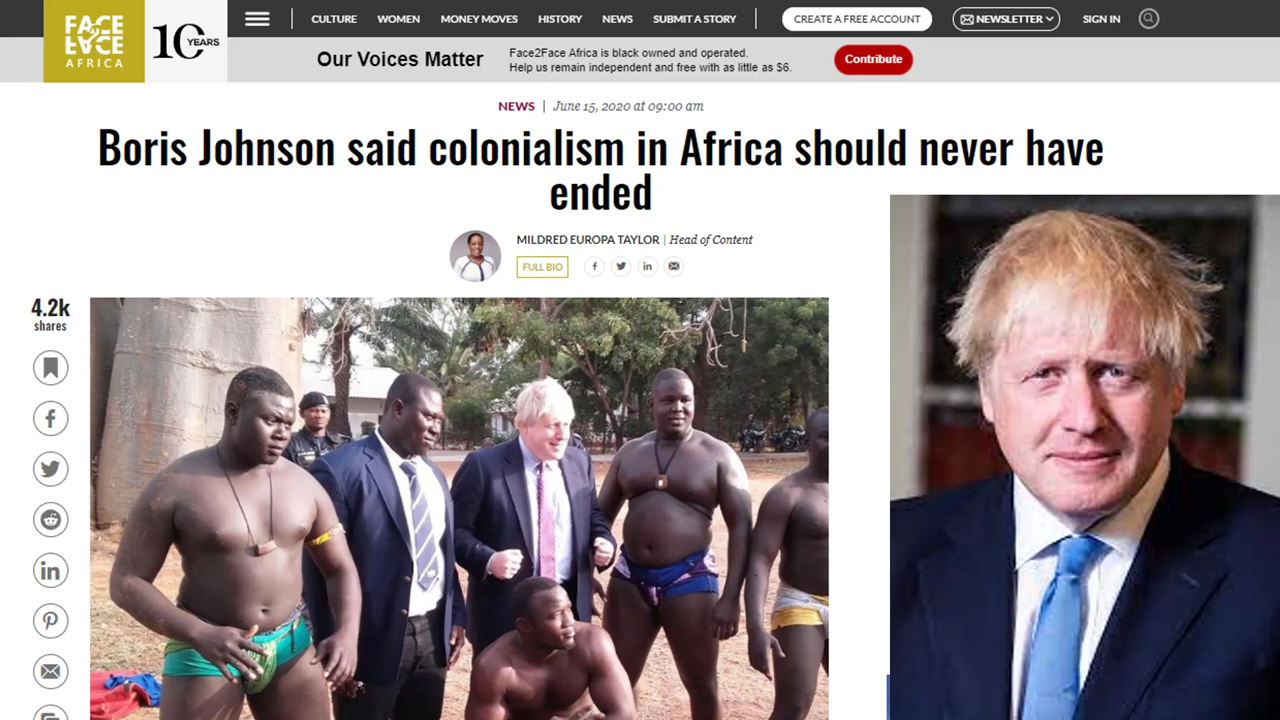 FACE
2
FACE
AFRICA
10 YEARS
CULTURE WOMEN MONEY MOVES HISTORY NEWS SUBMIT A STORY
CREATE A FREE ACCOUNT
NEWSLETTER
SIGN IN
Our Voices Matter
Face2Face Africa is black owned and operated.
Help us remain independent and free with as little as $6.
Contribute
NEWS | June 15, 2020 at 09:00 am
Boris Johnson said colonialism in Africa should never have
ended
MILDRED EUROPA TAYLOR | Head of Content
FULL BIO
4.2k
shares